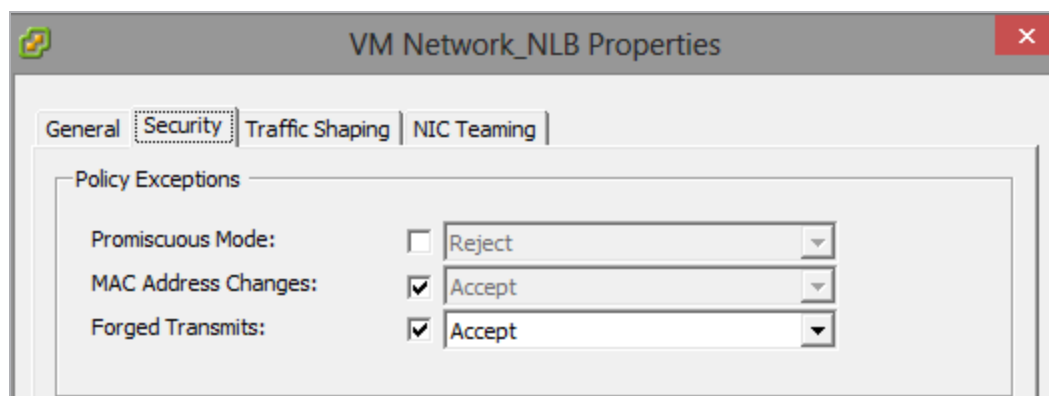 VM Network_NLB Properties
General Security Traffic Shaping NIC Teaming
Policy Exceptions
Promiscuous Mode: Reject
MAC Address Changes: Accept
Forged Transmits: Accept